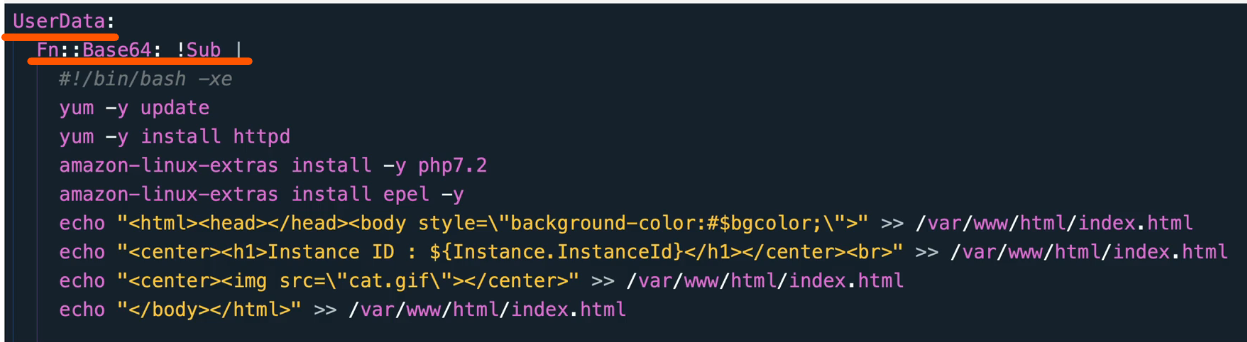 UserData:
Fn::Base64: !Sub |
#!/bin/bash -xe
yum -y update
yum -y install httpd
amazon-linux-extras install -y php7.2
amazon-linux-extras install epel -y
echo "<html><head></head><body style=\"background-color:#$bgcolor;\">" >> /var/www/html/index.html
echo "<center><h1>Instance ID : ${Instance.InstanceId}</h1></center><br>" >> /var/www/html/index.html
echo "<center><img src=\"cat.gif\"></center>" >> /var/www/html/index.html
echo "</body></html>" >> /var/www/html/index.html